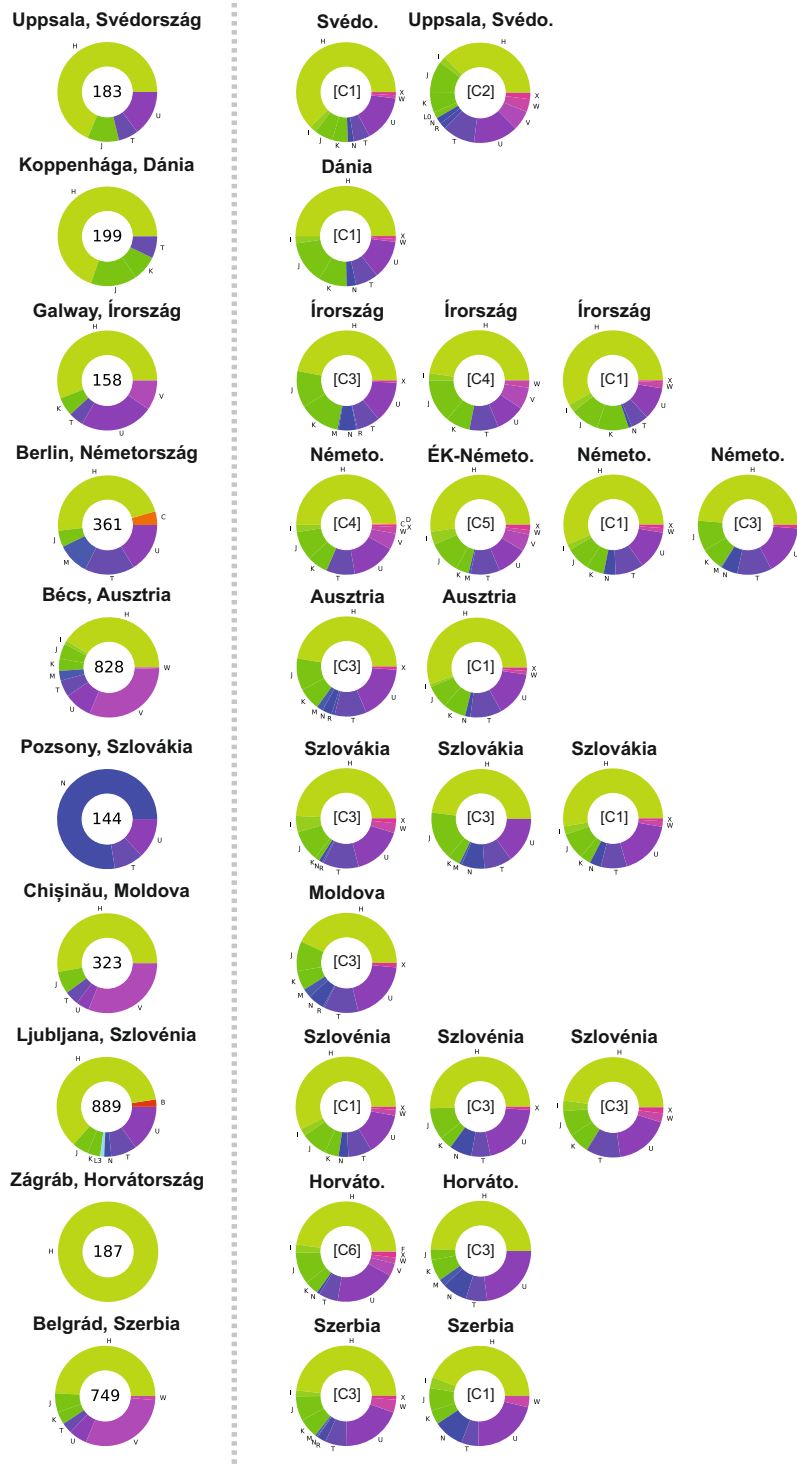 Uppsala, Svédország
Svédo.
Uppsala, Svédo.
H
183
J
T
U
H
[C1]
X
W
U
T
N
K
J
I
H
[C2]
X
W
V
U
T
R
N
L0
K
J
I
Koppenhága, Dánia
Dánia
H
199
T
K
J
H
[C1]
X
W
U
T
N
K
J
I
Galway, Írország
Írország
Írország
Írország
H
158
V
U
T
K
H
[C3]
X
U
T
R
N
M
K
J
H
[C4]
W
V
U
T
K
J
I
H
[C1]
X
W
U
T
N
K
J
I
Berlin, Németország
Németo.
ÉK-Németo.
Németo.
Németo.
H
C
361
U
T
M
J
H
[C4]
D
C
X
W
V
U
T
K
J
I
H
[C5]
X
W
V
U
T
M
K
J
I
H
[C1]
X
W
U
T
N
K
J
I
H
[C3]
X
W
U
T
N
M
K
J
Bécs, Ausztria
Ausztria
Ausztria
H
828
W
V
U
T
M
K
J
I
H
[C3]
X
U
T
R
N
M
K
J
H
[C1]
X
W
U
T
N
K
J
I
Pozsony, Szlovákia
Szlovákia
Szlovákia
Szlovákia
N
144
U
T
H
[C3]
X
W
U
T
R
N
K
J
I
H
[C3]
U
T
N
M
K
J
H
[C1]
X
W
U
T
N
K
J
I
Chișinău, Moldova
Moldova
H
323
V
U
T
J
H
[C3]
X
U
T
R
N
M
K
J
Ljubljana, Szlovénia
Szlovénia
Szlovénia
Szlovénia
H
B
889
U
T
N
L3
K
J
H
[C1]
X
W
U
T
N
K
J
I
H
[C3]
X
U
T
N
K
J
H
[C3]
X
W
U
T
K
J
I
Zágráb, Horvátország
Horváto.
Horváto.
H
187
H
[C6]
F
X
W
V
U
T
N
K
J
I
H
[C3]
U
T
N
M
K
J
Belgrád, Szerbia
Szerbia
Szerbia
H
749
W
V
U
T
K
J
H
[C3]
X
W
U
T
R
N
M
K
J
I
H
[C1]
W
U
T
N
K
J
I